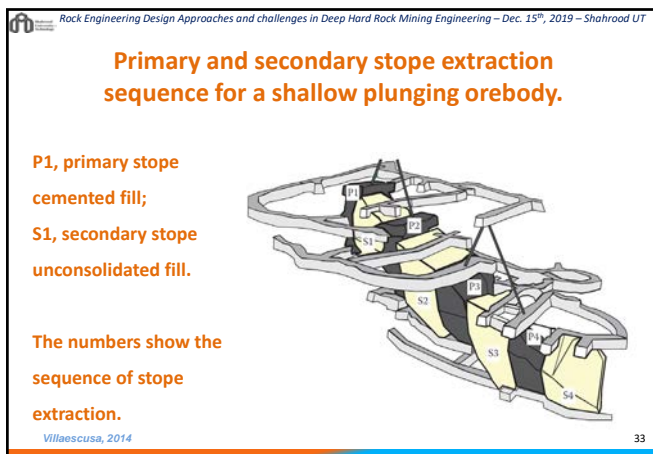 Rock Engineering Design Approaches and challenges in Deep Hard Rock Mining Engineering – Dec. 15th, 2019 – Shahrood UT
Primary and secondary stope extraction
sequence for a shallow plunging orebody.
P1, primary stope
cemented fill;
S1, secondary stope
unconsolidated fill.
The numbers show the
sequence of stope
extraction.
P1
S1
P2
S2
P3
S3
P4
S4
Villaescusa, 2014
33